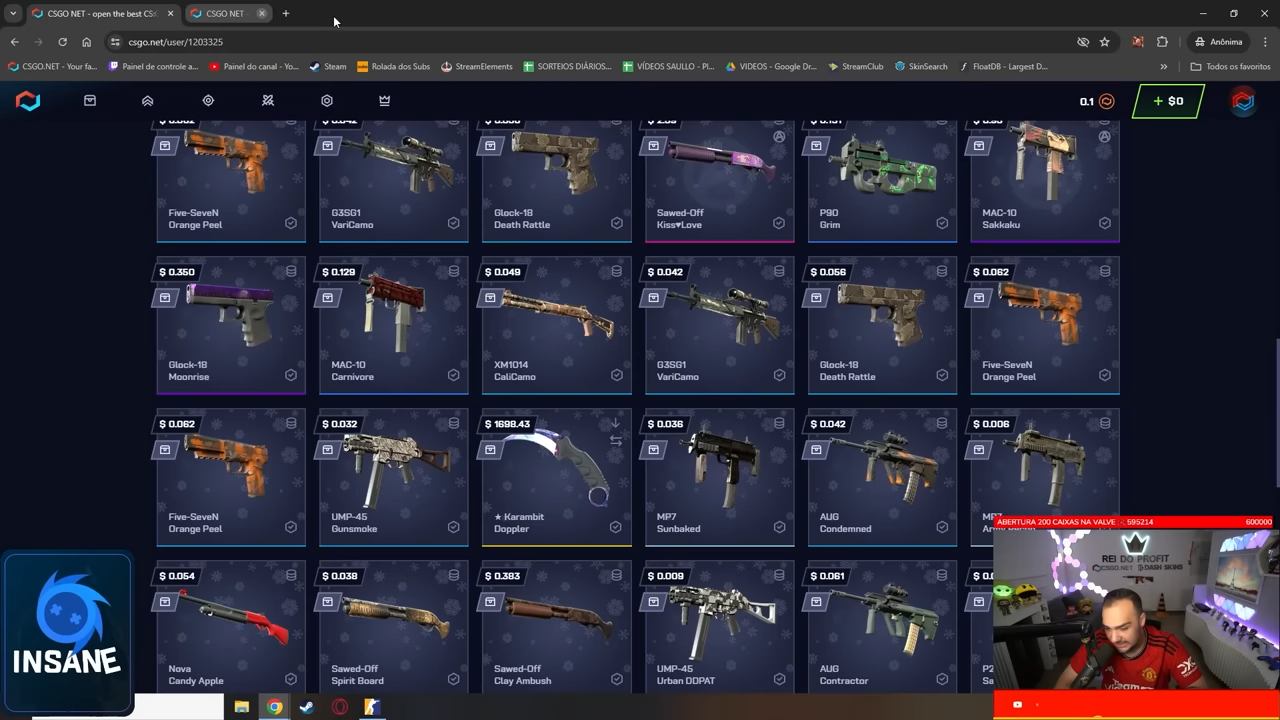 CSGO NET - open the best CS:
CSGO NET -
csgo.net/user/1203325
Anônima
CSGO.NET - Your fa...
Painel de controle a...
Painel do canal - Yo...
Steam
Rolada dos Subs
StreamElements
SORTEIOS DIÁRIOS...
VÍDEOS SAULLO - Pl...
VIDEOS - Google Dr...
StreamClub
SkinSearch
FloatDB - Largest D...
Todos os favoritos
0.1
+ $0
Five-SeveN
Orange Peel
G3SG1
VariCamo
Glock-18
Death Rattle
Sawed-Off
Kiss♥Love
P90
Grim
MAC-10
Sakkaku
$ 0.350
Glock-18
Moonrise
$ 0.129
MAC-10
Carnivore
$ 0.049
XM1014
CaliCamo
$ 0.042
G3SG1
VariCamo
$ 0.056
Glock-18
Death Rattle
$ 0.062
Five-SeveN
Orange Peel
$ 0.062
Five-SeveN
Orange Peel
$ 0.032
UMP-45
Gunsmoke
$ 1698.43
★ Karambit
Doppler
$ 0.036
MP7
Sunbaked
$ 0.042
AUG
Condemned
$ 0.006
MP7
$ 0.054
Nova
Candy Apple
$ 0.038
Sawed-Off
Spirit Board
$ 0.383
Sawed-Off
Clay Ambush
$ 0.009
UMP-45
Urban DDPAT
$ 0.061
AUG
Contractor
ABERTURA 200 CAIXAS NA VALVE
595214
600000
REI DO PROFIT
CSGO.NET
DASH SKINS
INSANE